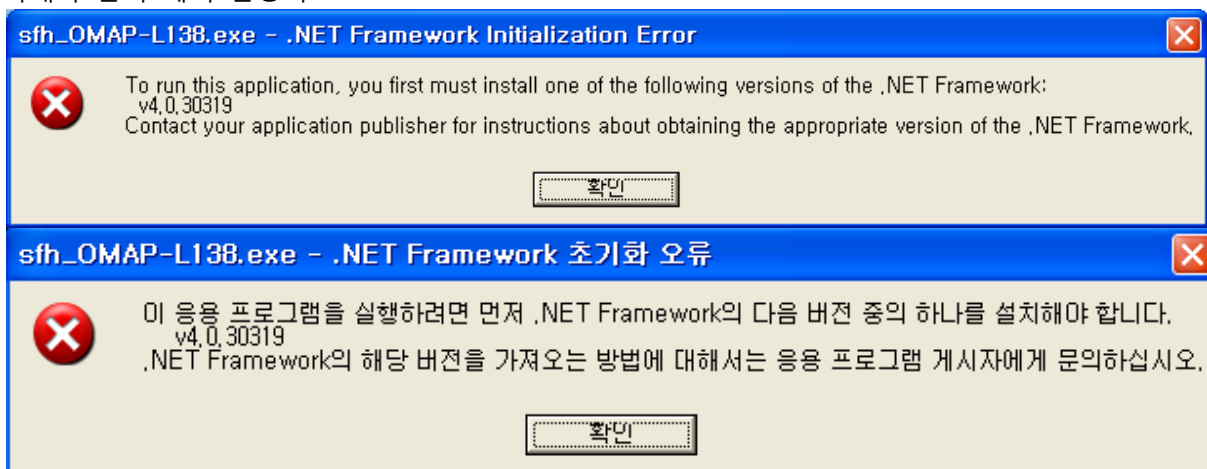 sfh_OMAP-L138.exe - .NET Framework Initialization Error
To run this application, you first must install one of the following versions of the .NET Framework:
v4.0.30319
Contact your application publisher for instructions about obtaining the appropriate version of the .NET Framework.
확인
sfh_OMAP-L138.exe - .NET Framework 초기화 오류
이 응용 프로그램을 실행하려면 먼저 .NET Framework의 다음 버전 중의 하나를 설치해야 합니다.
v4.0.30319
.NET Framework의 해당 버전을 가져오는 방법에 대해서는 응용 프로그램 게시자에게 문의하십시오.
확인